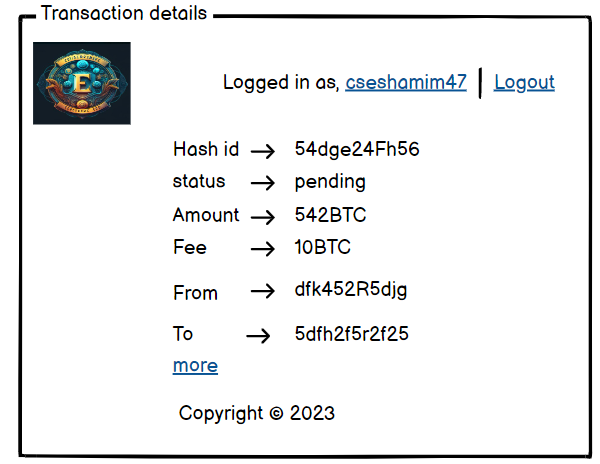 Transaction details
E
Logged in as, cseshamim47 | Logout
Hash id → 54dge24Fh56
status → pending
Amount → 542BTC
Fee → 10BTC
From → dfk452R5djg
To → 5dfh2f5r2f25
more
Copyright © 2023